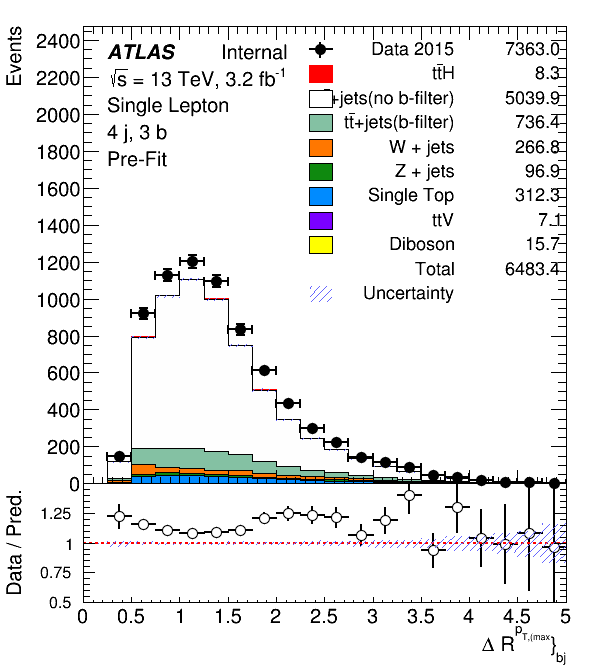 Events
2400
2200
2000
1800
1600
1400
1200
1000
800
600
400
200
0
ATLAS Internal
√s = 13 TeV, 3.2 fb-1
Single Lepton
4 j, 3 b
Pre-Fit
Data 2015 7363.0
tt̄H 8.3
+jets(no b-filter) 5039.9
tt̄+jets(b-filter) 736.4
W + jets 266.8
Z + jets 96.9
Single Top 312.3
ttV 7.1
Diboson 15.7
Total 6483.4
Uncertainty
Data / Pred.
1.25
1
0.75
0.5
0 0.5 1 1.5 2 2.5 3 3.5 4 4.5 5
Δ R^{pT,(max}}_{bj}